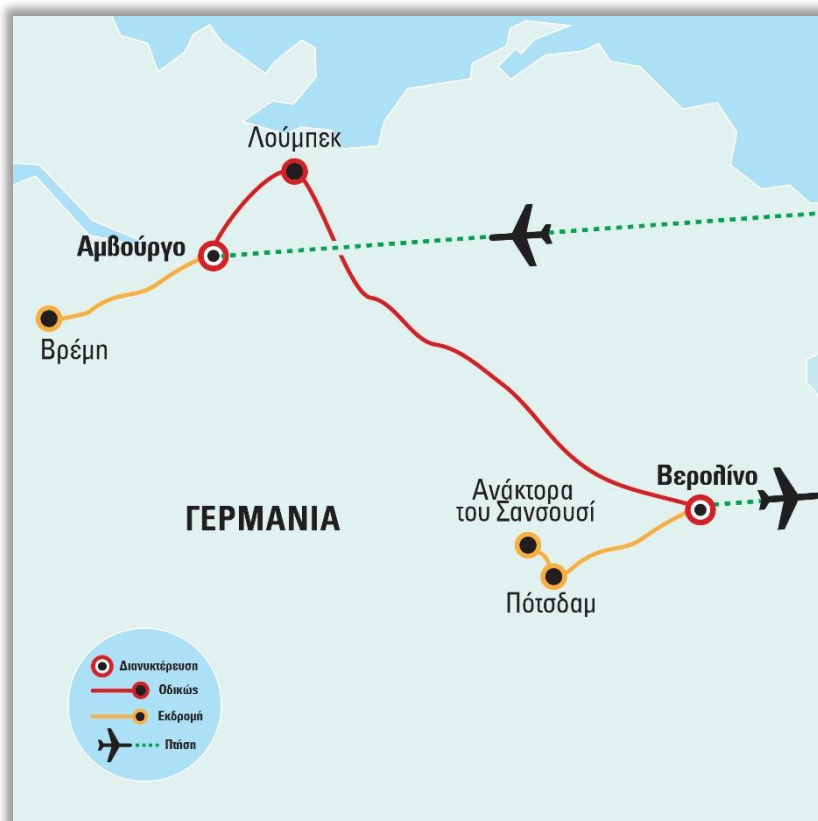 Λούμπεκ
Αμβούργο
Βρέμη
Βερολίνο
Ανάκτορα
του Σανσουσί
ΓΕΡΜΑΝΙΑ
Πότσδαμ
Διανυκτέρευση
Οδικώς
Εκδρομή
Πτήση